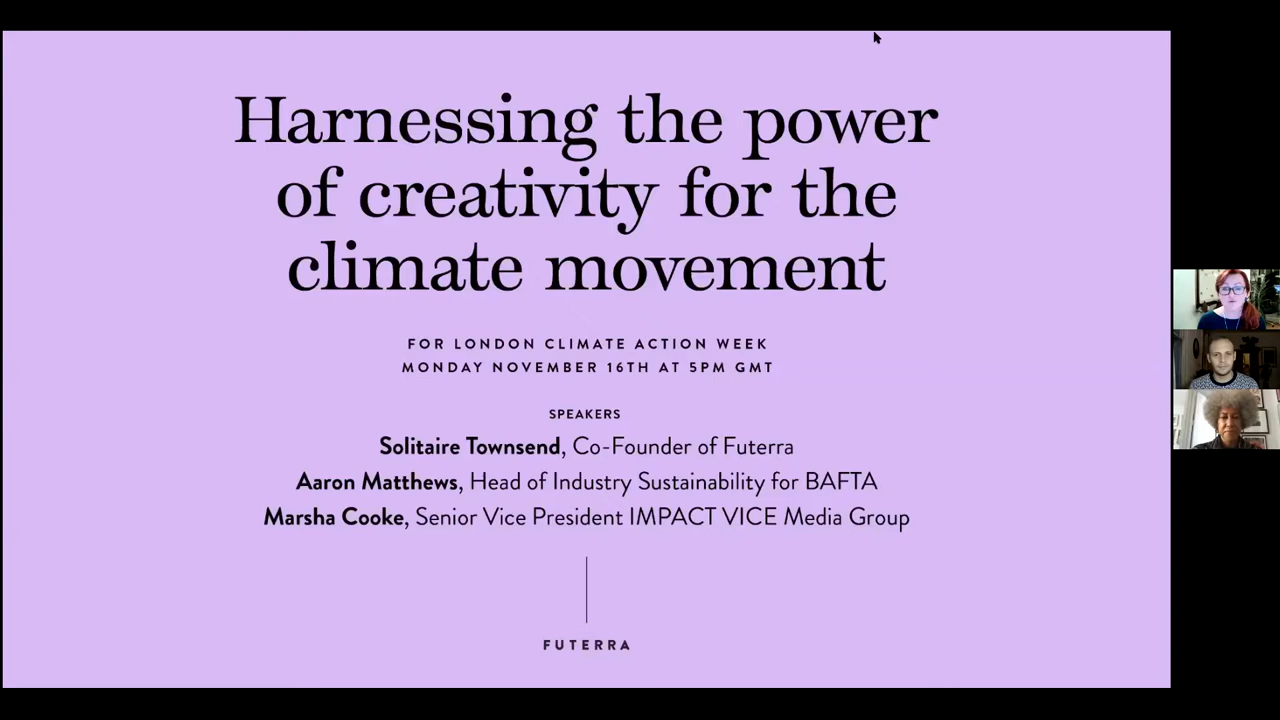 Harnessing the power
of creativity for the
climate movement
FOR LONDON CLIMATE ACTION WEEK
MONDAY NOVEMBER 16TH AT 5PM GMT
SPEAKERS
Solitaire Townsend, Co-Founder of Futerra
Aaron Matthews, Head of Industry Sustainability for BAFTA
Marsha Cooke, Senior Vice President IMPACT VICE Media Group
FUTERRA